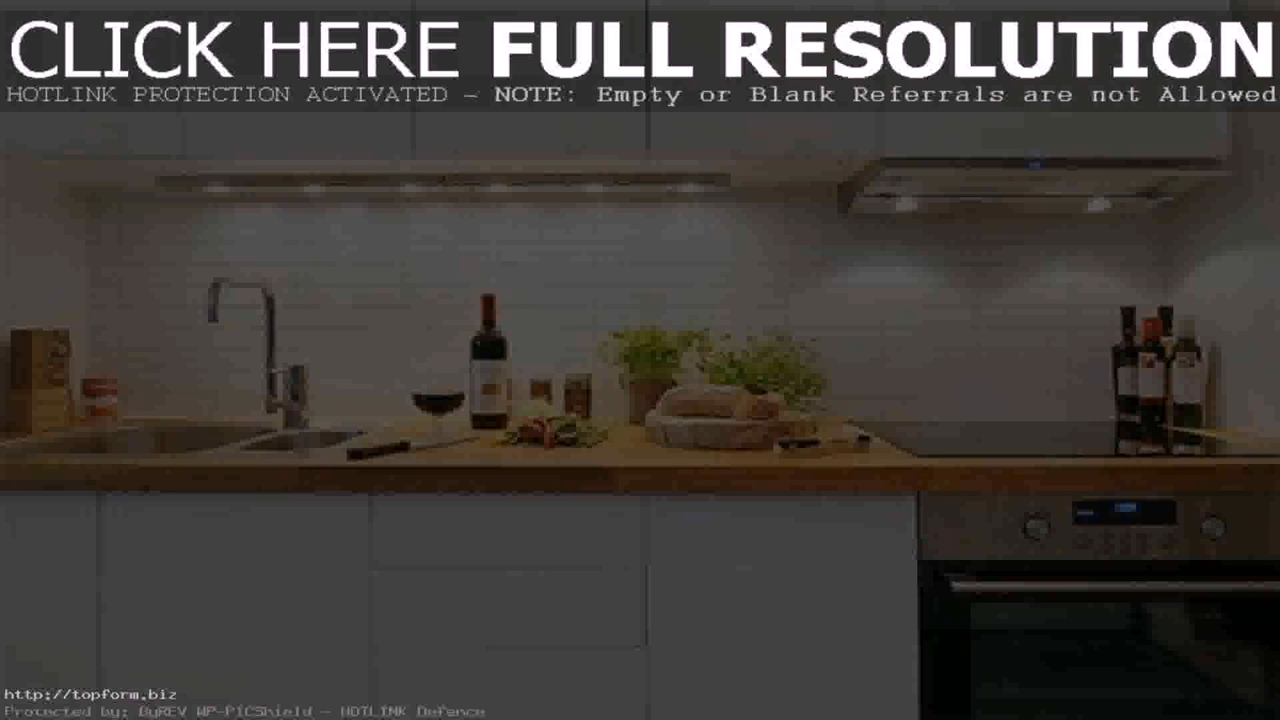 CLICK HERE FULL RESOLUTION
HOTLINK PROTECTION ACTIVATED - NOTE: Empty or Blank Referrals are not Allowed
http://topform.biz
Protected by: ByREV WP-PICShield - HOTLINK Defence